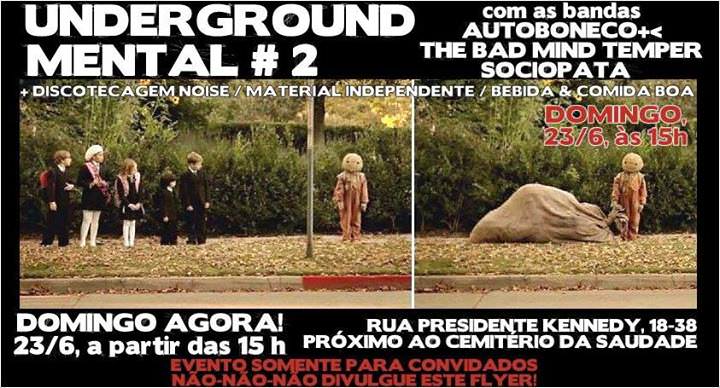 UNDERGROUND
MENTAL # 2
com as bandas
AUTOBONECO+<
THE BAD MIND TEMPER
SOCIOPATA
+ DISCOTECAGEM NOISE / MATERIAL INDEPENDENTE / BEBIDA & COMIDA BOA
DOMINGO,
23/6, às 15h
DOMINGO AGORA!
23/6, a partir das 15 h
RUA PRESIDENTE KENNEDY, 18-38
PRÓXIMO AO CEMITÉRIO DA SAUDADE
EVENTO SOMENTE PARA CONVIDADOS
NÃO-NÃO-NÃO DIVULGUE ESTE FLYER!